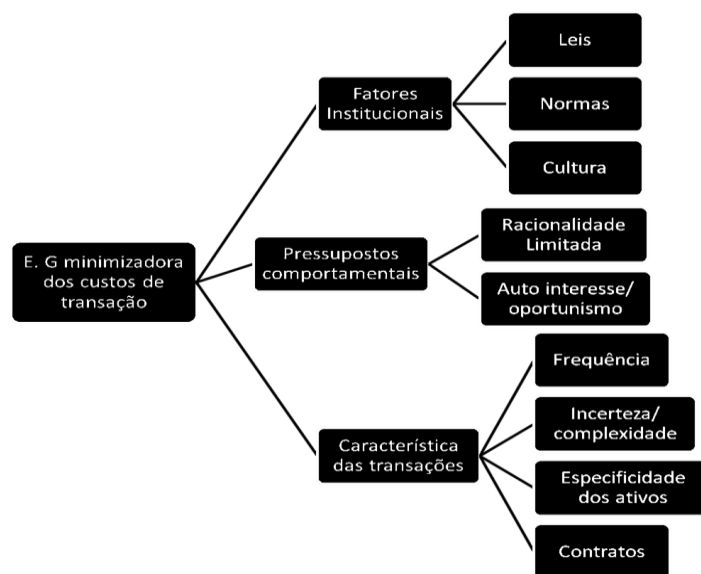 E. G minimizadora
dos custos de
transação
Fatores
Institucionais
Leis
Normas
Cultura
Pressupostos
comportamentais
Racionalidade
Limitada
Auto interesse/
oportunismo
Característica
das transações
Frequência
Incerteza/
complexidade
Especificidade
dos ativos
Contratos